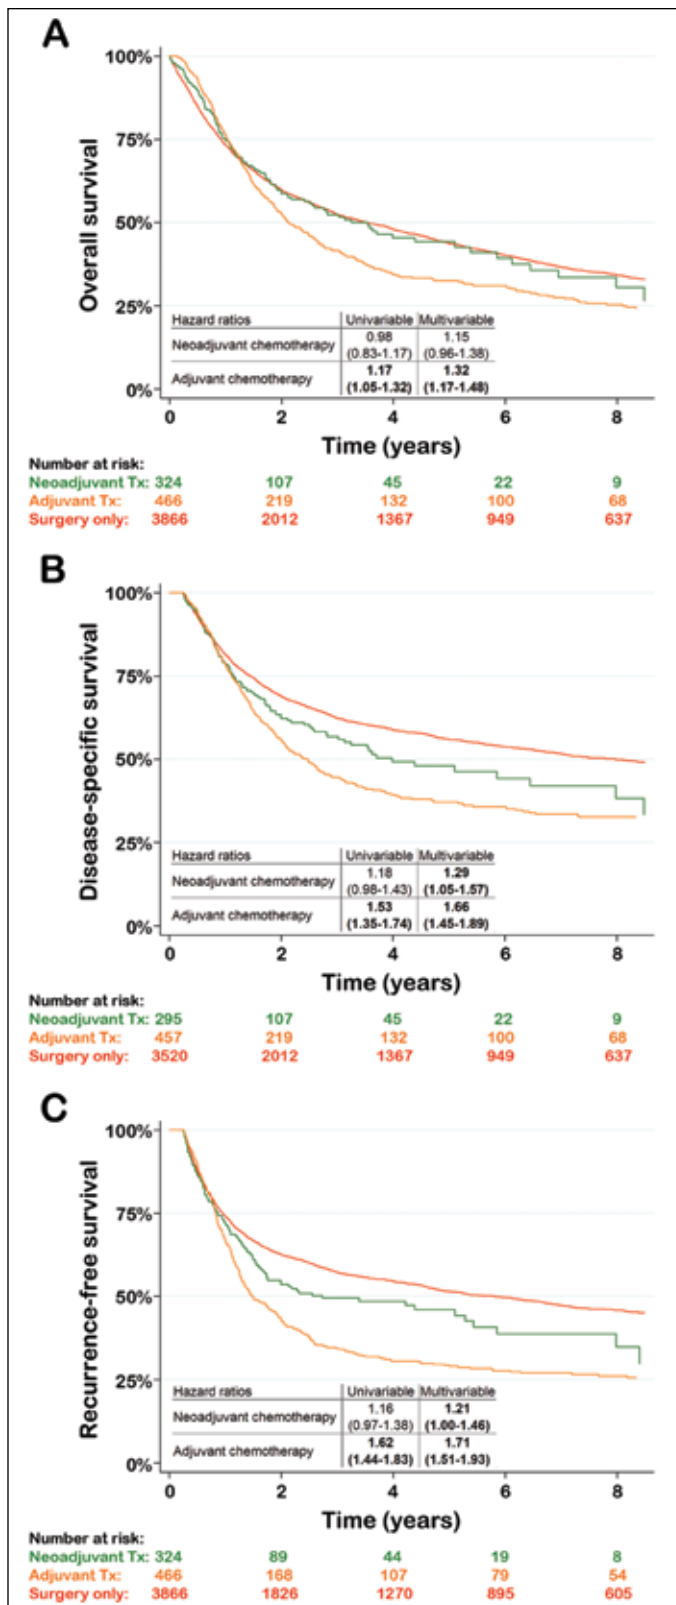 A
100%
75%
50%
25%
0%
Overall survival
Hazard ratios Univariable Multivariable
Neoadjuvant chemotherapy 0.98 (0.83-1.17) 1.15 (0.96-1.38)
Adjuvant chemotherapy 1.17 (1.05-1.32) 1.32 (1.17-1.48)
0 2 4 6 8
Time (years)
Number at risk:
Neoadjuvant Tx: 324 107 45 22 9
Adjuvant Tx: 466 219 132 100 68
Surgery only: 3866 2012 1367 949 637
B
100%
75%
50%
25%
0%
Disease-specific survival
Hazard ratios Univariable Multivariable
Neoadjuvant chemotherapy 1.18 (0.98-1.43) 1.29 (1.05-1.57)
Adjuvant chemotherapy 1.53 (1.35-1.74) 1.66 (1.45-1.89)
0 2 4 6 8
Time (years)
Number at risk:
Neoadjuvant Tx: 295 107 45 22 9
Adjuvant Tx: 457 219 132 100 68
Surgery only: 3520 2012 1367 949 637
C
100%
75%
50%
25%
0%
Recurrence-free survival
Hazard ratios Univariable Multivariable
Neoadjuvant chemotherapy 1.16 (0.97-1.38) 1.21 (1.00-1.46)
Adjuvant chemotherapy 1.62 (1.44-1.83) 1.71 (1.51-1.93)
0 2 4 6 8
Time (years)
Number at risk:
Neoadjuvant Tx: 324 89 44 19 8
Adjuvant Tx: 466 168 107 79 54
Surgery only: 3866 1826 1270 895 605